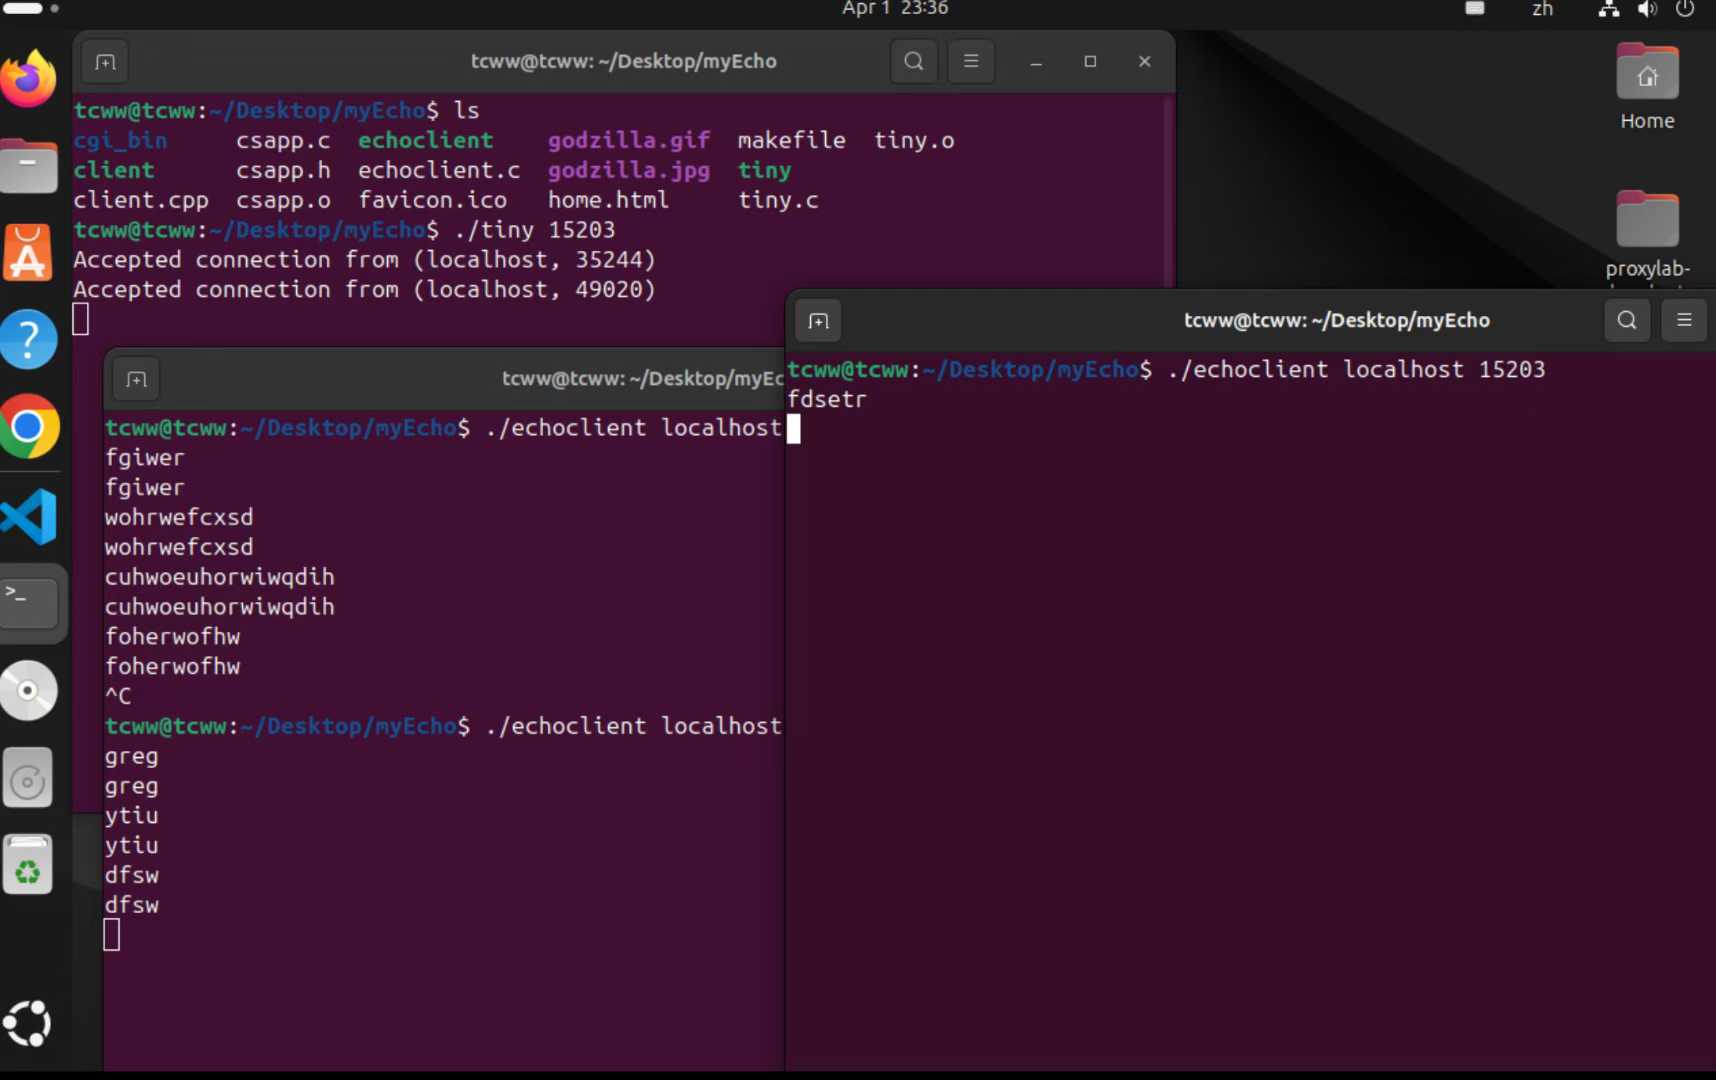 Apr 1 23:36
zh
tcww@tcww: ~/Desktop/myEcho
tcww@tcww:~/Desktop/myEcho$ ls
cgi_bin csapp.c echoclient godzilla.gif makefile tiny.o
client csapp.h echoclient.c godzilla.jpg tiny
client.cpp csapp.o favicon.ico home.html tiny.c
tcww@tcww:~/Desktop/myEcho$ ./tiny 15203
Accepted connection from (localhost, 35244)
Accepted connection from (localhost, 49020)
Home
proxylab-
tcww@tcww: ~/Desktop/myEc
tcww@tcww:~/Desktop/myEcho$ ./echoclient localhost
fgiwer
fgiwer
wohrwefcxsd
wohrwefcxsd
cuhwoeuhorwiwqdih
cuhwoeuhorwiwqdih
foherwofhw
foherwofhw
^C
tcww@tcww:~/Desktop/myEcho$ ./echoclient localhost
greg
greg
ytiu
ytiu
dfsw
dfsw
tcww@tcww: ~/Desktop/myEcho
tcww@tcww:~/Desktop/myEcho$ ./echoclient localhost 15203
fdsetr